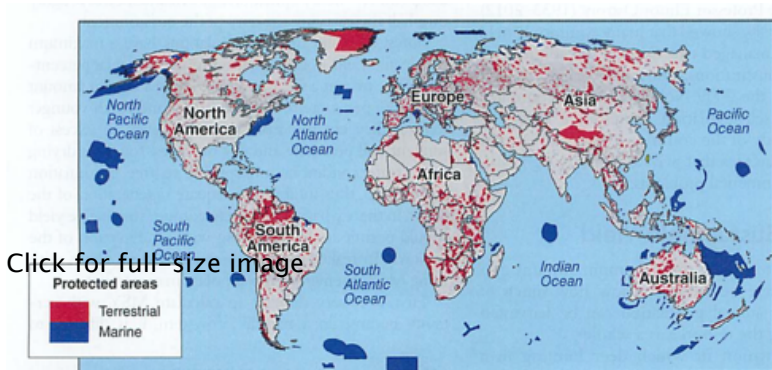 North
Pacific
Ocean
North
America
North
Atlantic
Ocean
Europe
Asia
Pacific
Ocean
Africa
South
Pacific
Ocean
South
America
South
Atlantic
Ocean
Indian
Ocean
Australia
Click for full-size image
Protected areas
Terrestrial
Marine